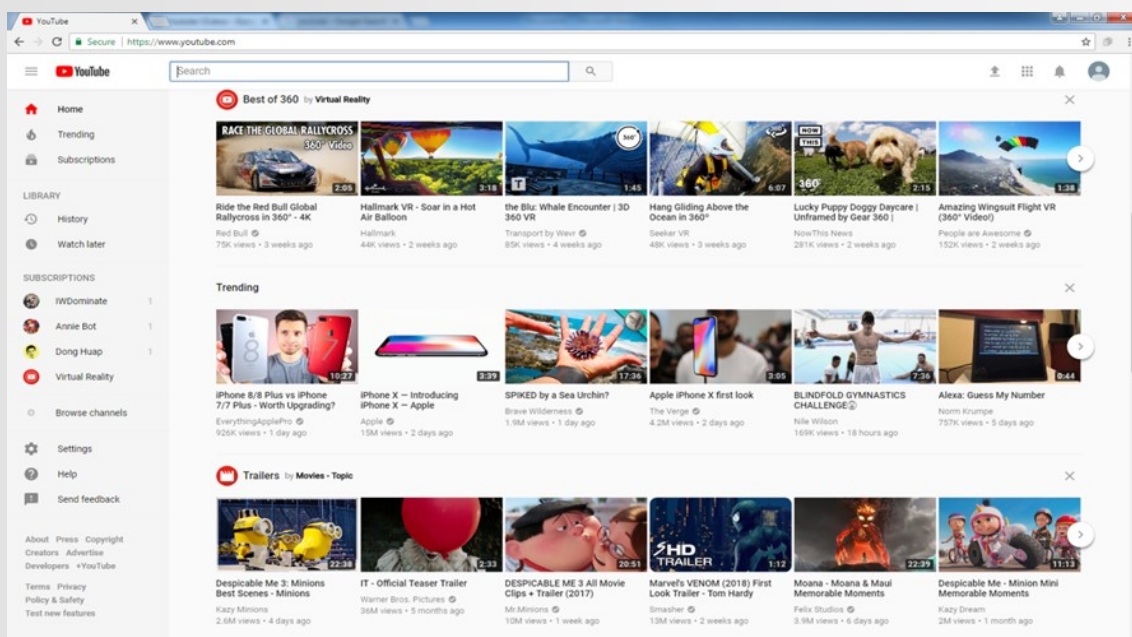 YouTube
Secure | https://www.youtube.com
YouTube
Search
Home
Trending
Subscriptions
LIBRARY
History
Watch later
SUBSCRIPTIONS
IWDominate 1
Annie Bot 1
Dong Huap 1
Virtual Reality
Browse channels
Settings
Help
Send feedback
About Press Copyright
Creators Advertise
Developers +YouTube
Terms Privacy
Policy & Safety
Test new features
Best of 360 by Virtual Reality
RACE THE GLOBAL RALLYCROSS
360° Video
2:05
Ride the Red Bull Global
Rallycross in 360° - 4K
Red Bull
75K views • 3 weeks ago
Hallmark
3:18
Hallmark VR - Soar in a Hot
Air Balloon
Hallmark
44K views • 2 weeks ago
360°
T
1:45
the Blu: Whale Encounter | 3D
360 VR
Transport by Wevr
85K views • 4 weeks ago
360°
6:07
Hang Gliding Above the
Ocean in 360°
Seeker VR
48K views • 3 weeks ago
NOW
THIS
360
2:15
Lucky Puppy Doggy Daycare |
Unframed by Gear 360 |
NowThis News
281K views • 2 weeks ago
1:38
Amazing Wingsuit Flight VR
(360° Video!)
People are Awesome
152K views • 2 weeks ago
Trending
8
7
10:27
iPhone 8/8 Plus vs iPhone
7/7 Plus - Worth Upgrading?
EverythingApplePro
926K views • 1 day ago
3:39
iPhone X — Introducing
iPhone X — Apple
Apple
15M views • 2 days ago
17:36
SPIKED by a Sea Urchin?
Brave Wilderness
1.9M views • 1 day ago
3:05
Apple iPhone X first look
The Verge
4.2M views • 2 days ago
7:36
BLINDFOLD GYMNASTICS
CHALLENGE
Nile Wilson
169K views • 18 hours ago
0:44
Alexa: Guess My Number
Norm Krumpe
757K views • 5 days ago
Trailers by Movies - Topic
22:38
Despicable Me 3: Minions
Best Scenes - Minions
Kazy Minions
2.6M views • 4 days ago
2:33
IT - Official Teaser Trailer
Warner Bros. Pictures
36M views • 5 months ago
20:51
DESPICABLE ME 3 All Movie
Clips + Trailer (2017)
Mr.Minions
10M views • 1 week ago
HD
TRAILER
1:12
Marvel's VENOM (2018) First
Look Trailer - Tom Hardy
Smasher
13M views • 2 weeks ago
22:39
Moana - Moana & Maui
Memorable Moments
Felix Studios
3.9M views • 6 days ago
11:13
Despicable Me - Minion Mini
Memorable Moments
Kazy Dream
2M views • 1 month ago